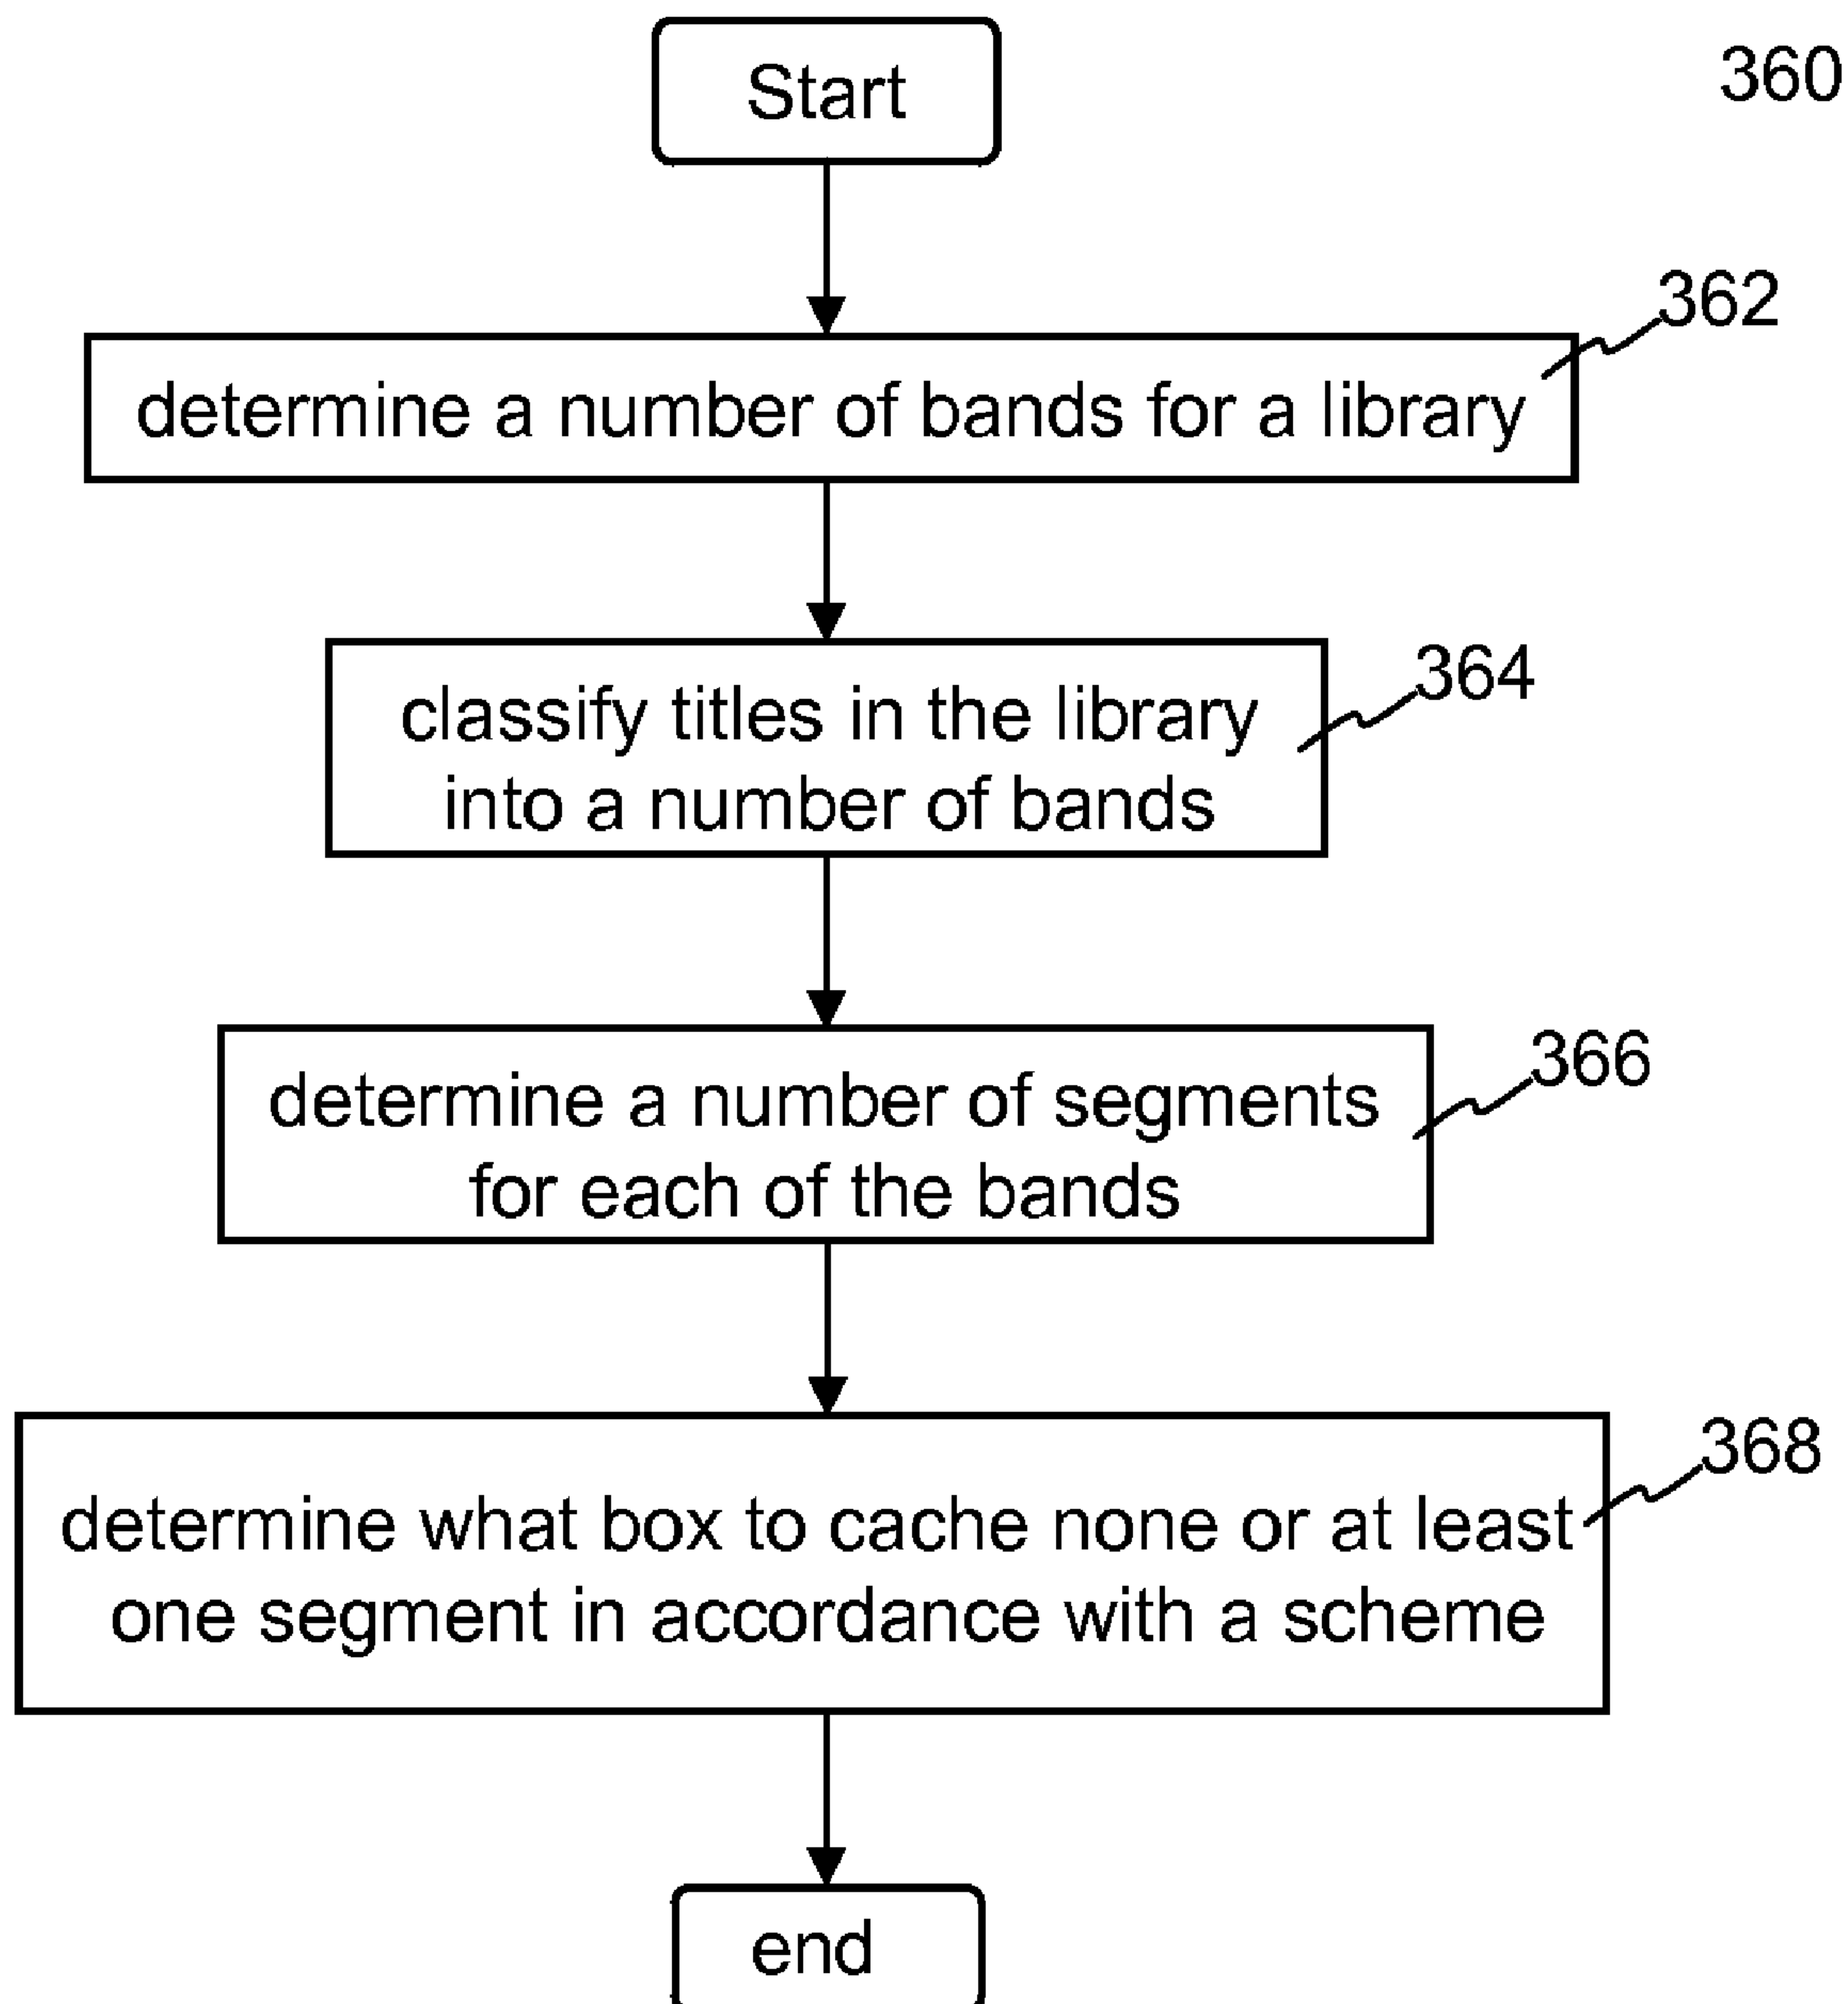 Start
360
362
determine a number of bands for a library
364
classify titles in the library
into a number of bands
366
determine a number of segments
for each of the bands
368
determine what box to cache none or at least
one segment in accordance with a scheme
end